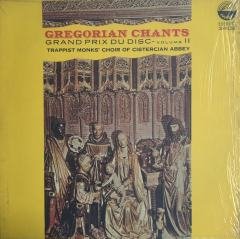 GREGORIAN CHANTS
GRAND PRIX DU DISC - VOLUME II
TRAPPIST MONKS' CHOIR OF CISTERCIAN ABBEY